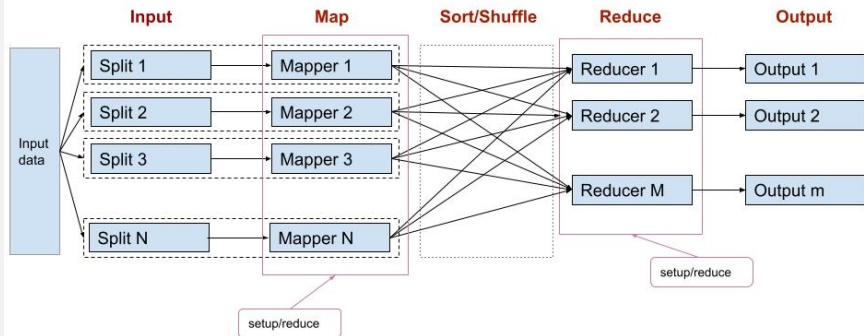 Input
Map
Sort/Shuffle
Reduce
Output
Input
data
Split 1
Mapper 1
Reducer 1
Output 1
Split 2
Mapper 2
Reducer 2
Output 2
Split 3
Mapper 3
Reducer M
Output m
Split N
Mapper N
setup/reduce
setup/reduce